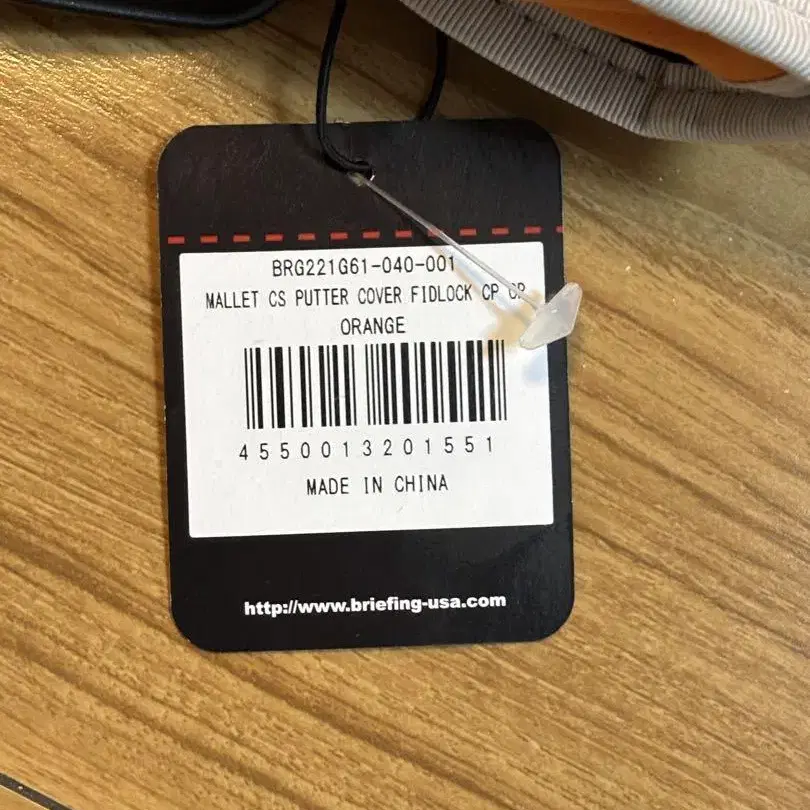 BRG221G61-040-001
MALLET CS PUTTER COVER FIDLOCK CP CR
ORANGE
4550013201551
MADE IN CHINA
http://www.briefing-usa.com